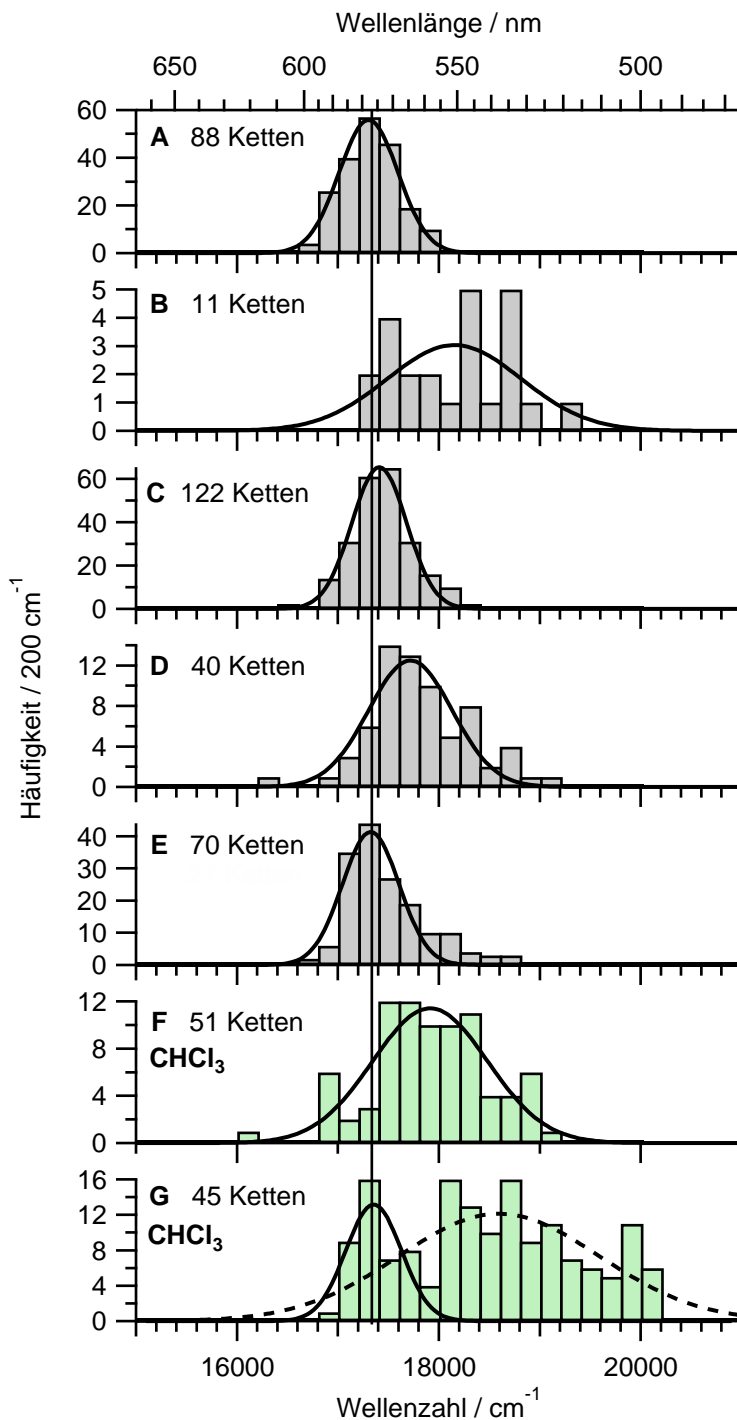 Wellenlänge / nm
650 600 550 500
60
40
20
0
A 88 Ketten
5
4
3
2
1
0
B 11 Ketten
60
40
20
0
C 122 Ketten
12
8
4
0
D 40 Ketten
40
30
20
10
0
E 70 Ketten
12
8
4
0
F 51 Ketten
CHCl3
16
12
8
4
0
G 45 Ketten
CHCl3
16000 18000 20000
Wellenzahl / cm-1
Häufigkeit / 200 cm-1